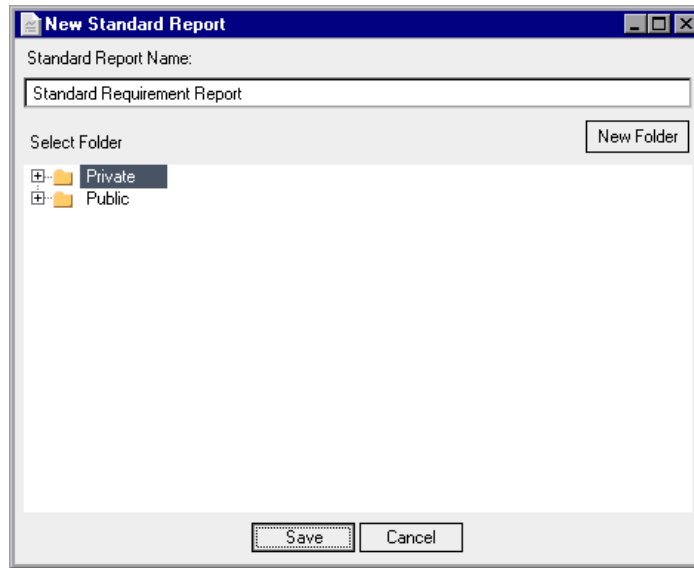 New Standard Report
Standard Report Name:
Standard Requirement Report
Select Folder
New Folder
Private
Public
Save
Cancel